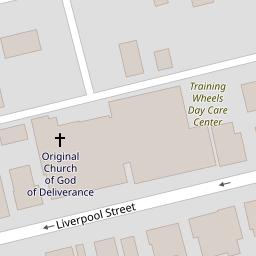 Training
Wheels
Day Care
Center
Original
Church
of God
of Deliverance
Liverpool Street